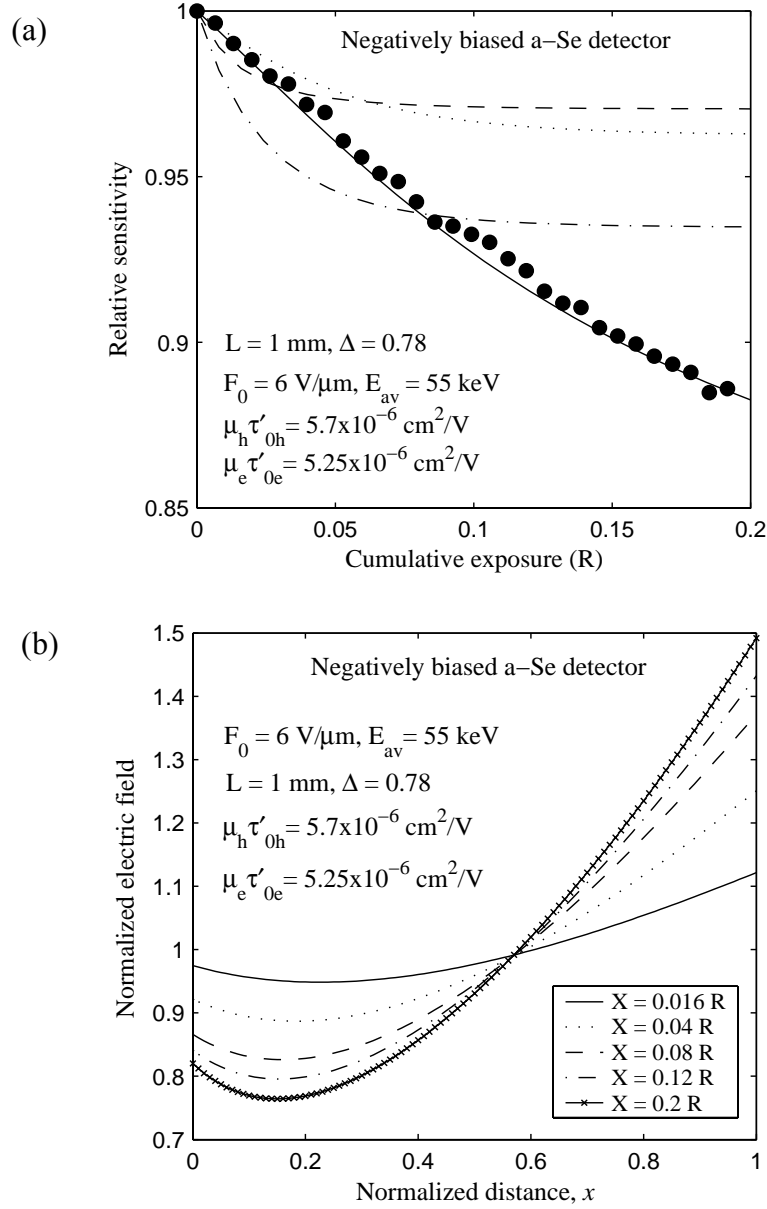 (a)
Negatively biased a−Se detector
1
0.95
0.9
0.85
Relative sensitivity
L = 1 mm, Δ = 0.78
F₀ = 6 V/μm, Eₐᵥ = 55 keV
μₕτ′₀ₕ = 5.7x10⁻⁶ cm²/V
μₑτ′₀ₑ = 5.25x10⁻⁶ cm²/V
0 0.05 0.1 0.15 0.2
Cumulative exposure (R)
(b)
Negatively biased a−Se detector
1.5
1.4
1.3
1.2
1.1
1
0.9
0.8
0.7
Normalized electric field
F₀ = 6 V/μm, Eₐᵥ = 55 keV
L = 1 mm, Δ = 0.78
μₕτ′₀ₕ = 5.7x10⁻⁶ cm²/V
μₑτ′₀ₑ = 5.25x10⁻⁶ cm²/V
X = 0.016 R
X = 0.04 R
X = 0.08 R
X = 0.12 R
X = 0.2 R
0 0.2 0.4 0.6 0.8 1
Normalized distance, x